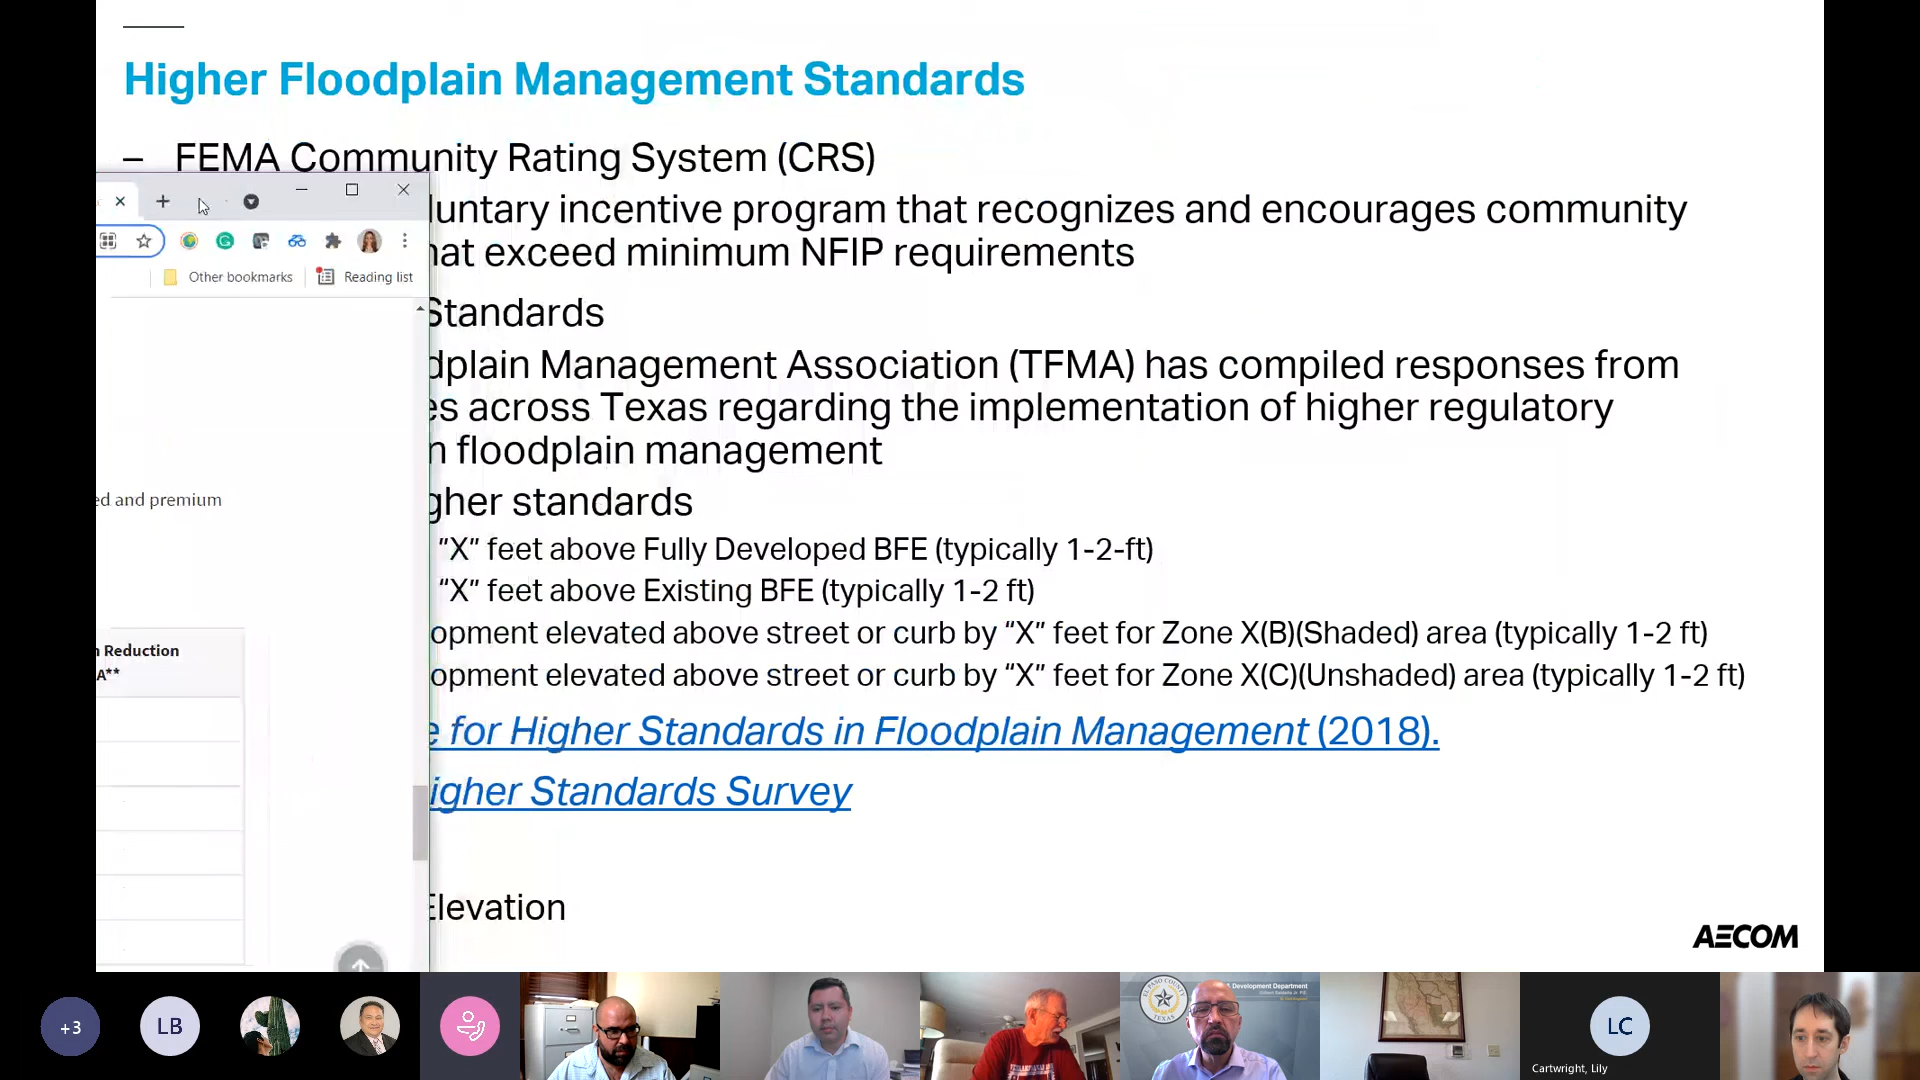 Higher Floodplain Management Standards
– FEMA Community Rating System (CRS)
luntary incentive program that recognizes and encourages community
hat exceed minimum NFIP requirements
Other bookmarks
Reading list
Standards
dplain Management Association (TFMA) has compiled responses from
es across Texas regarding the implementation of higher regulatory
n floodplain management
ed and premium
gher standards
"X" feet above Fully Developed BFE (typically 1-2-ft)
"X" feet above Existing BFE (typically 1-2 ft)
opment elevated above street or curb by "X" feet for Zone X(B)(Shaded) area (typically 1-2 ft)
n Reduction
A**
opment elevated above street or curb by "X" feet for Zone X(C)(Unshaded) area (typically 1-2 ft)
e for Higher Standards in Floodplain Management (2018).
igher Standards Survey
Elevation
AECOM
+3
LB
Development Department
EL PASO COUNTY
TEXAS
LC
Cartwright, Lily